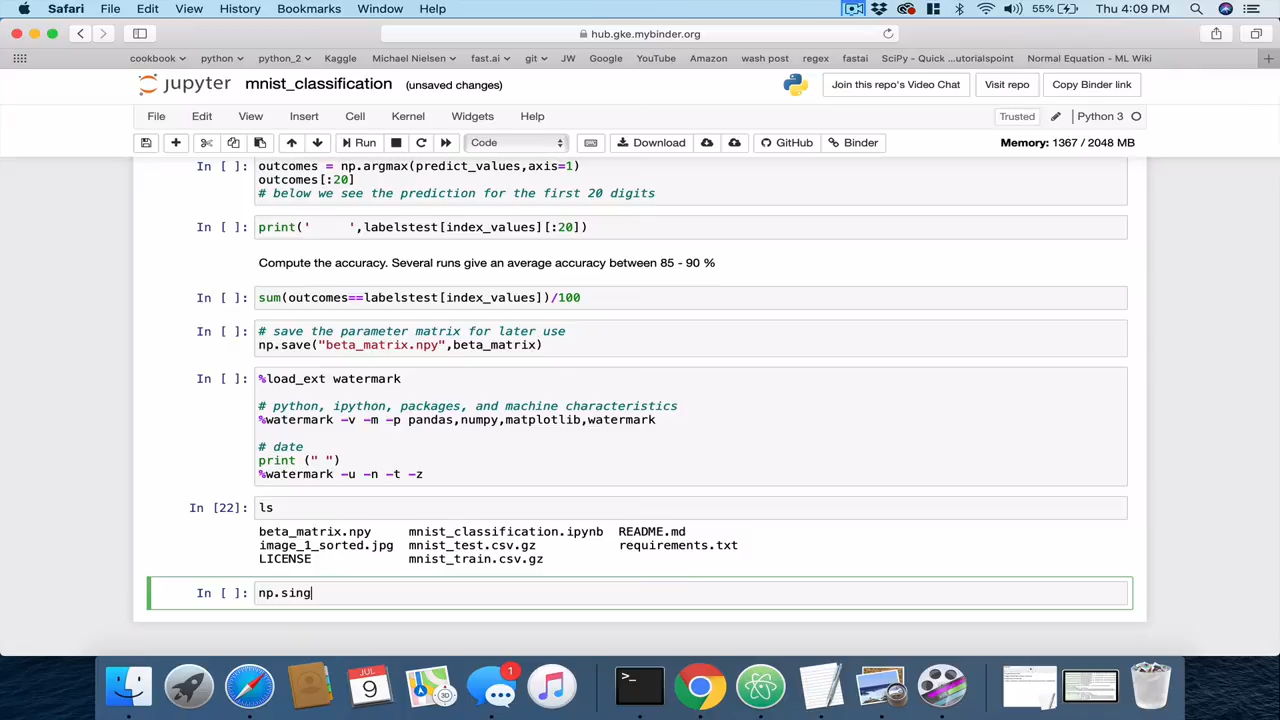 Safari File Edit View History Bookmarks Window Help 55% Thu 4:09 PM
hub.gke.mybinder.org
cookbook python python_2 Kaggle Michael Nielsen fast.ai git JW Google YouTube Amazon wash post regex fastai SciPy - Quick ...utorialspoint Normal Equation - ML Wiki
jupyter mnist_classification (unsaved changes) Join this repo's Video Chat Visit repo Copy Binder link
File Edit View Insert Cell Kernel Widgets Help Trusted Python 3
Run Code Download GitHub Binder Memory: 1367 / 2048 MB
In [ ]: outcomes = np.argmax(predict_values,axis=1)
outcomes[:20]
# below we see the prediction for the first 20 digits
In [ ]: print('     ',labelstest[index_values][:20])
Compute the accuracy. Several runs give an average accuracy between 85 - 90 %
In [ ]: sum(outcomes==labelstest[index_values])/100
In [ ]: # save the parameter matrix for later use
np.save("beta_matrix.npy",beta_matrix)
In [ ]: %load_ext watermark
# python, ipython, packages, and machine characteristics
%watermark -v -m -p pandas,numpy,matplotlib,watermark
# date
print (" ")
%watermark -u -n -t -z
In [22]: ls
beta_matrix.npy mnist_classification.ipynb README.md
image_1_sorted.jpg mnist_test.csv.gz requirements.txt
LICENSE mnist_train.csv.gz
In [ ]: np.sing
JUL
9
3D
1